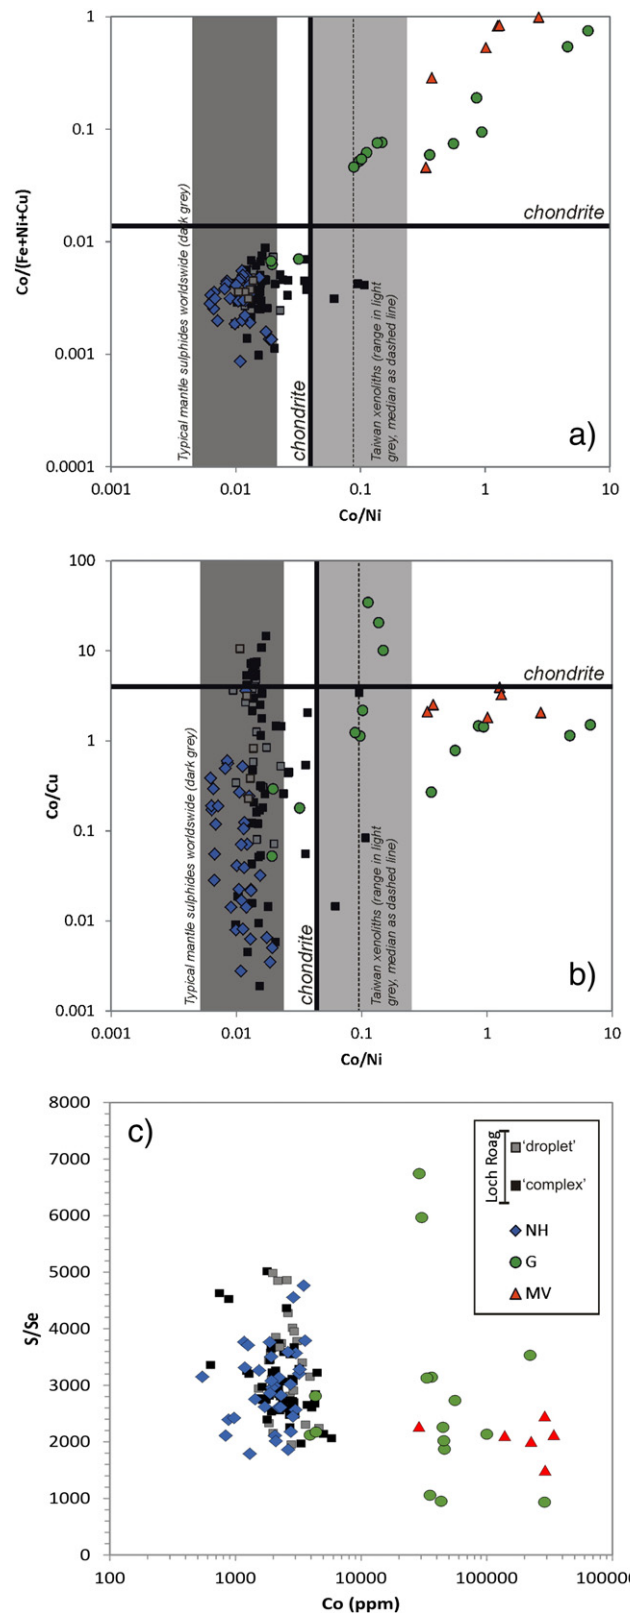 1
0.1
0.01
0.001
0.0001
Co/(Fe+Ni+Cu)
Typical mantle sulphides worldwide (dark grey)
chondrite
chondrite
Taiwan xenoliths (range in light
grey, median as dashed line)
a)
0.001
0.01
0.1
1
10
Co/Ni
100
10
1
0.1
0.01
0.001
Co/Cu
Typical mantle sulphides worldwide (dark grey)
chondrite
chondrite
Taiwan xenoliths (range in light
grey, median as dashed line)
b)
0.001
0.01
0.1
1
10
Co/Ni
c)
8000
7000
6000
5000
4000
3000
2000
1000
0
S/Se
Loch Roag
'droplet'
'complex'
NH
G
MV
100
1000
10000
100000
100000
Co (ppm)